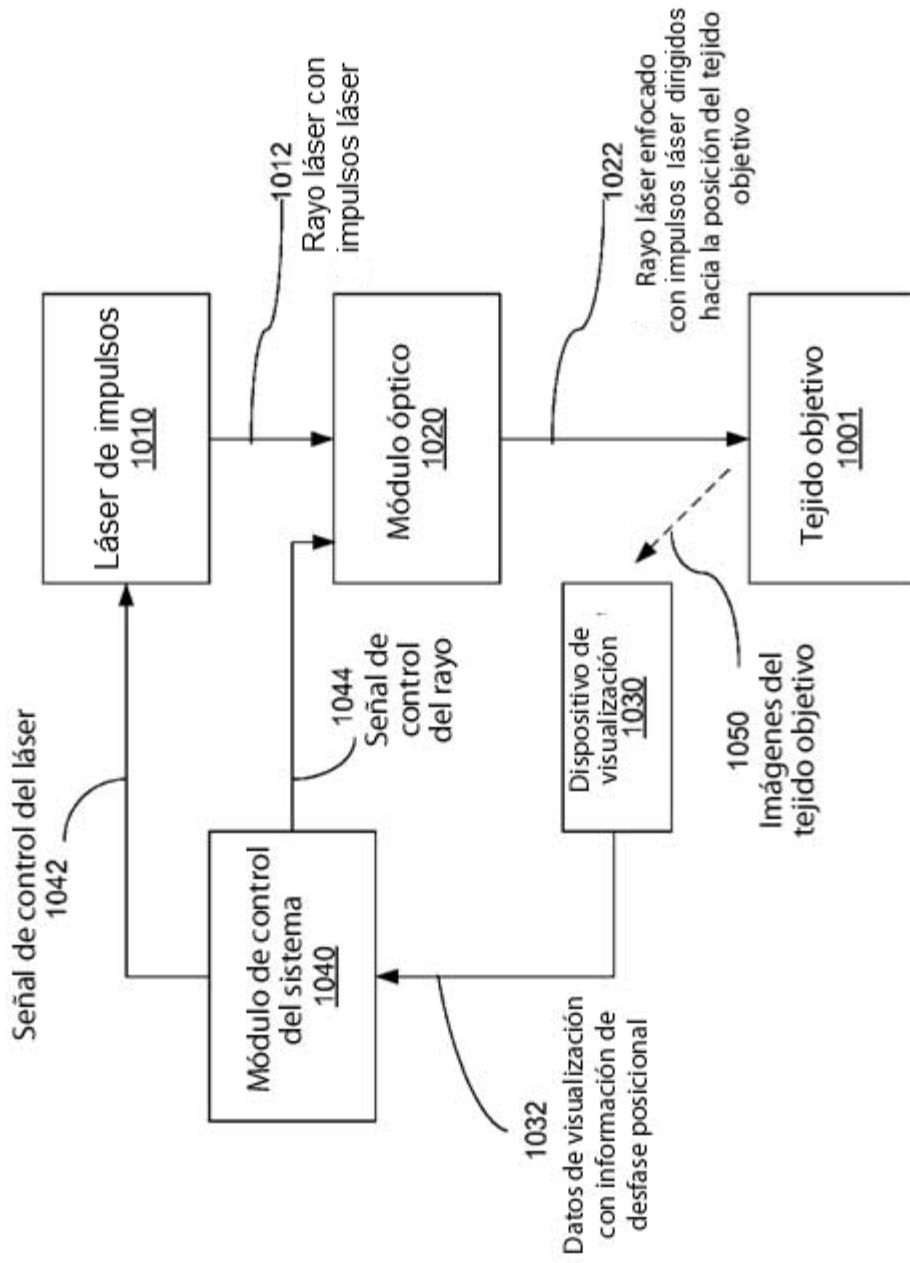 Señal de control del láser
1042
Láser de impulsos
1010
1012
Rayo láser con
impulsos láser
Módulo de control
del sistema
1040
1044
Señal de
control
del rayo
Módulo óptico
1020
1022
Rayo láser enfocado
con impulsos láser dirigidos
hacia la posición del tejido
objetivo
1032
Datos de visualización
con información de
desfase posicional
Dispositivo de
visualización
1030
1050
Imágenes del
tejido objetivo
Tejido objetivo
1001